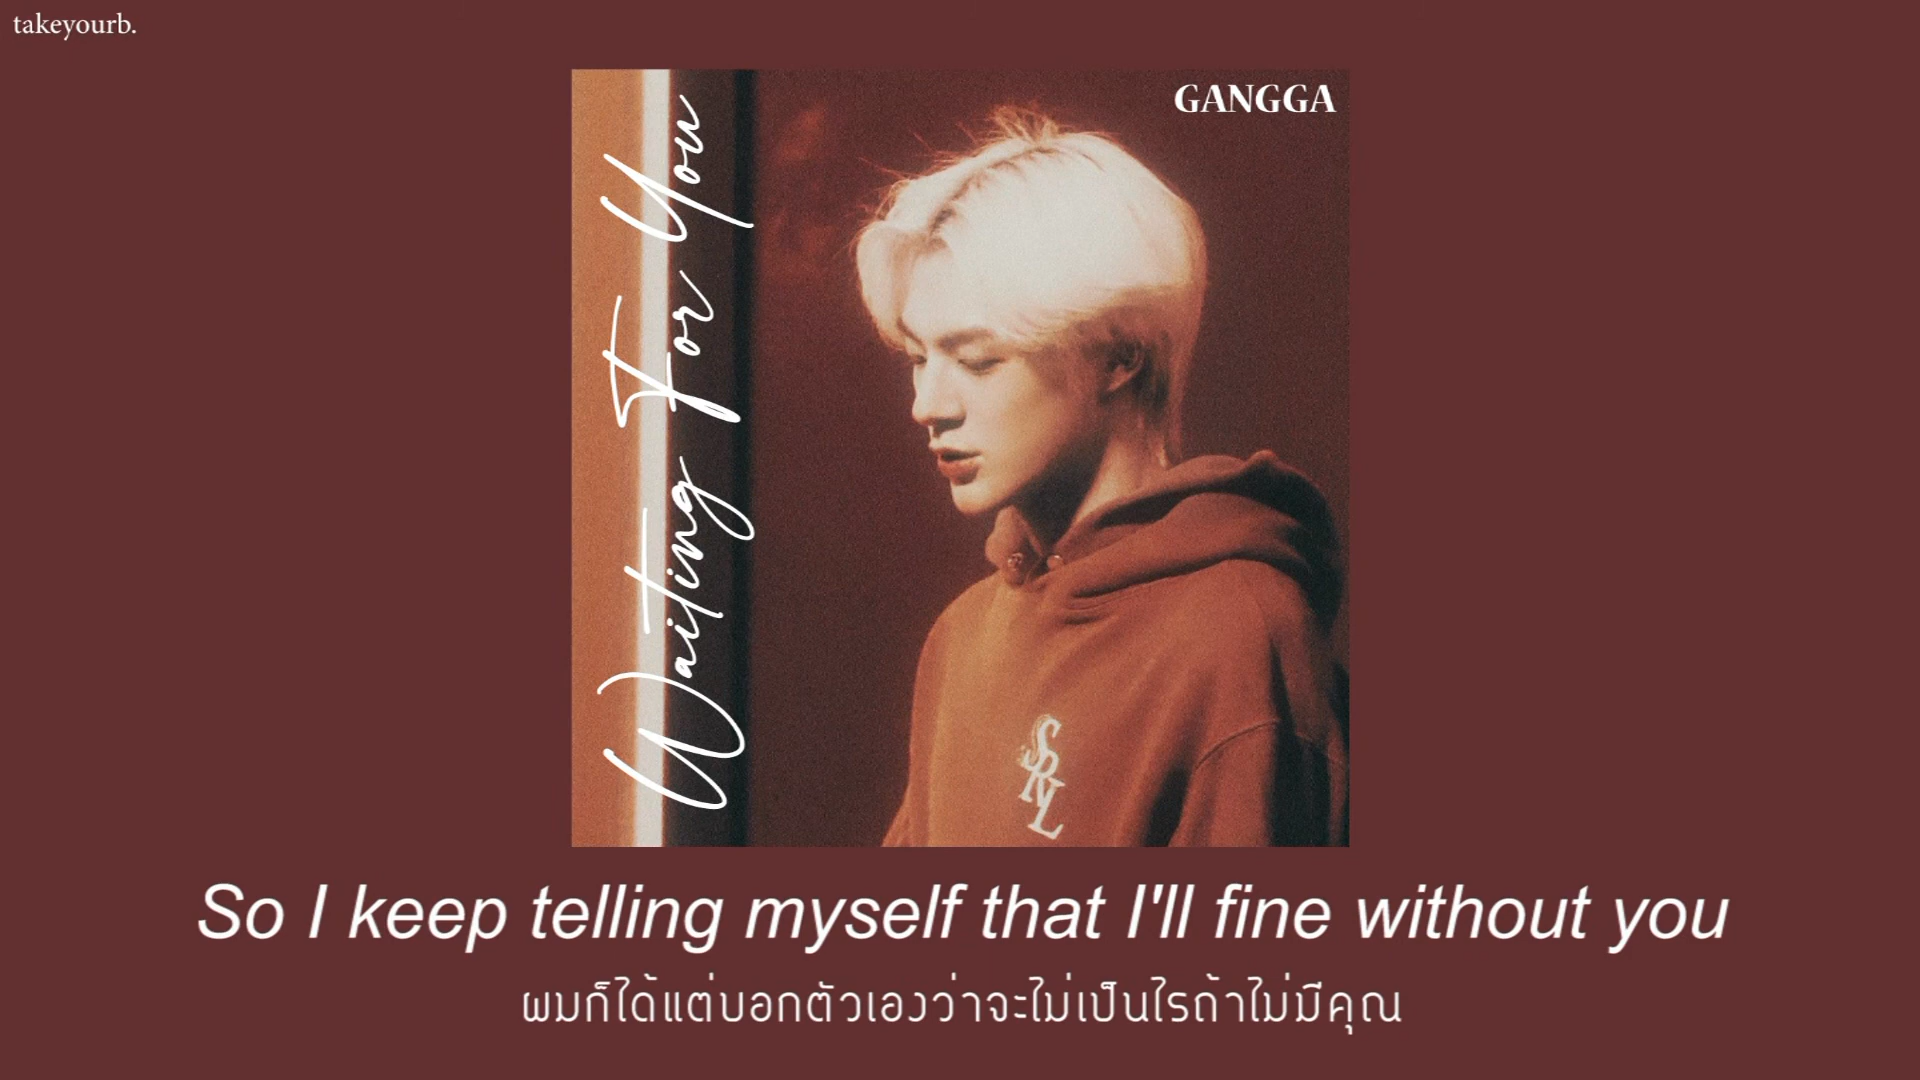 takeyourb.
GANGGA
Waiting For You
SRNL
So I keep telling myself that I'll fine without you
ผมก็ได้แต่บอกตัวเองว่าจะไม่เป็นไรถ้าไม่มีคุณ